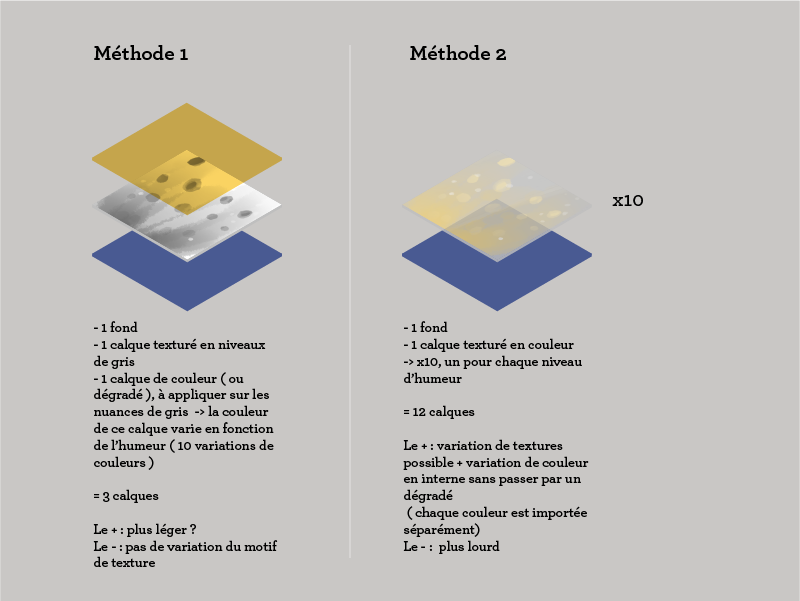 Méthode 1
- 1 fond
- 1 calque texturé en niveaux
de gris
- 1 calque de couleur ( ou
dégradé ), à appliquer sur les
nuances de gris -> la couleur
de ce calque varie en fonction
de l'humeur ( 10 variations de
couleurs )
= 3 calques
Le + : plus léger ?
Le - : pas de variation du motif
de texture
Méthode 2
x10
- 1 fond
- 1 calque texturé en couleur
-> x10, un pour chaque niveau
d'humeur
= 12 calques
Le + : variation de textures
possible + variation de couleur
en interne sans passer par un
dégradé
( chaque couleur est importée
séparément)
Le - : plus lourd